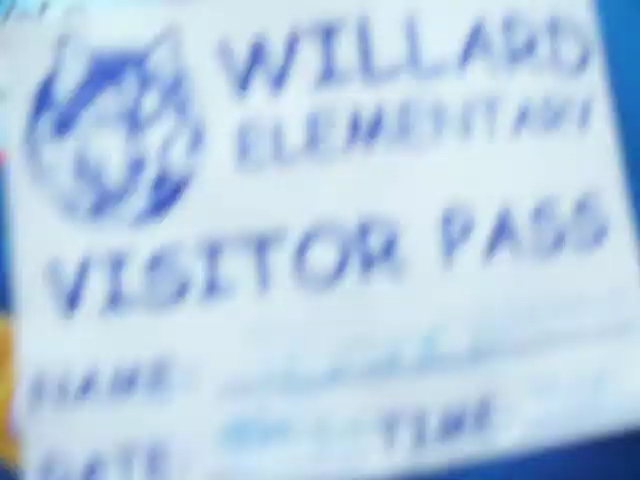 WILLARD
ELEMENTARY
VISITOR PASS
NAME:
DATE: TIME